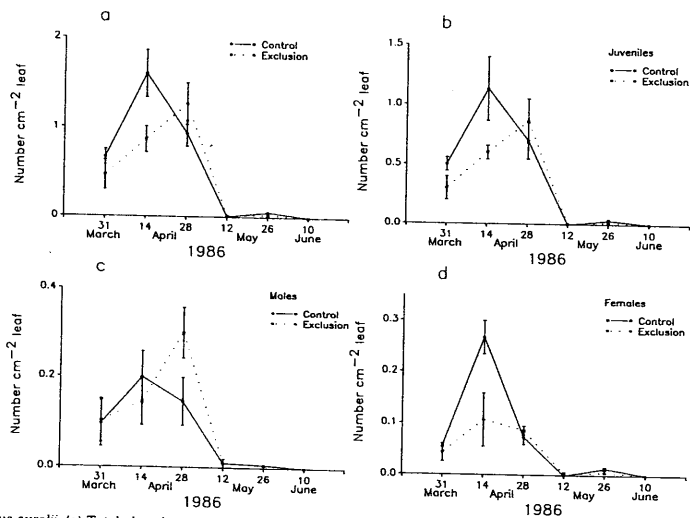 a
2
1
0
Number cm⁻² leaf
Control
Exclusion
31 14 28 12 26 10
March April May June
1986
b
1.5
1.0
0.5
0.0
Number cm⁻² leaf
Juveniles
Control
Exclusion
31 14 28 12 26 10
March April May June
1986
c
0.4
0.2
0.0
Number cm⁻² leaf
Males
Control
Exclusion
31 14 28 12 26 10
March April May June
1986
d
0.3
0.2
0.1
0.0
Number cm⁻² leaf
Females
Control
Exclusion
31 14 28 12 26 10
March April May June
1986